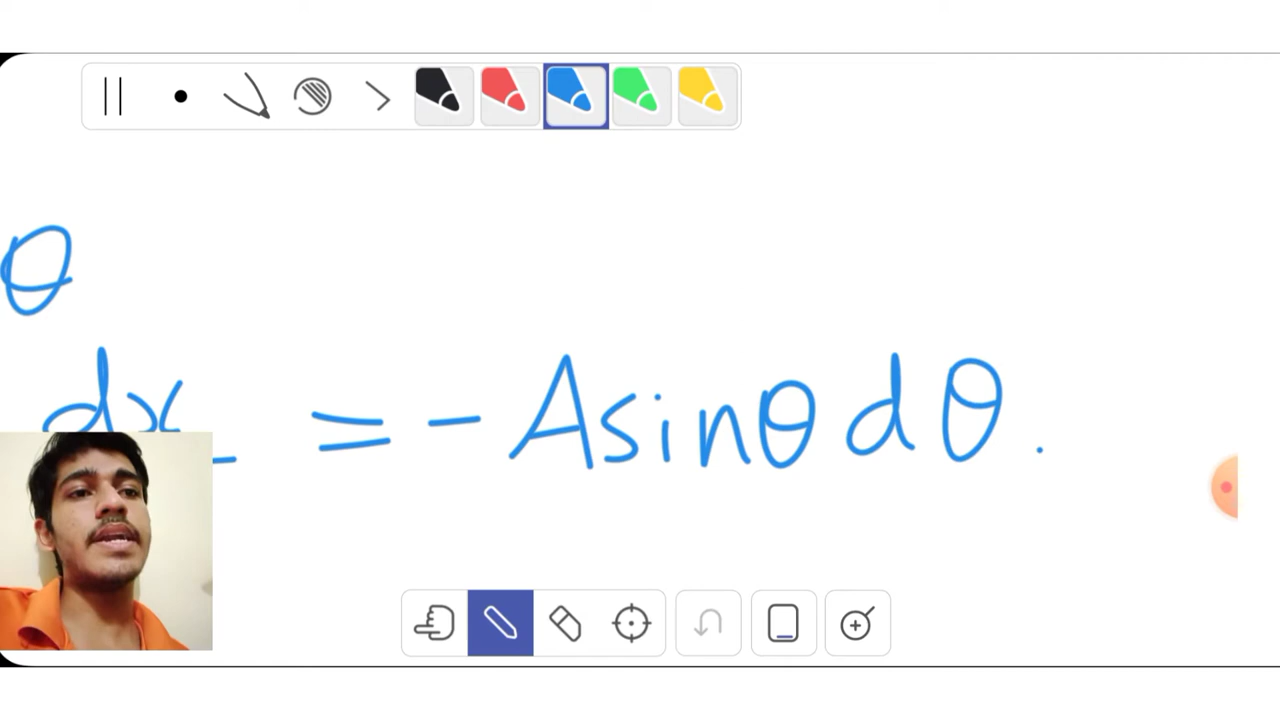 θ
dx = - Asinθ dθ.